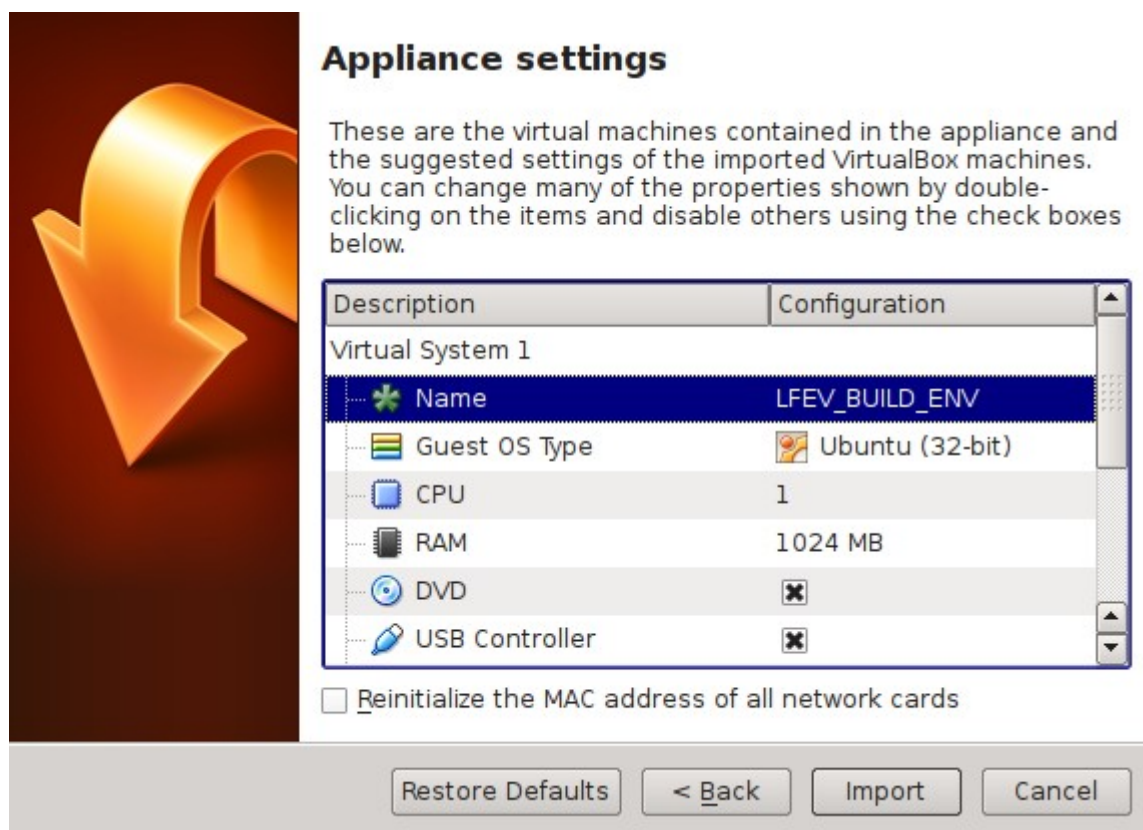 Appliance settings
These are the virtual machines contained in the appliance and
the suggested settings of the imported VirtualBox machines.
You can change many of the properties shown by double-
clicking on the items and disable others using the check boxes
below.
Description Configuration
Virtual System 1
Name LFEV_BUILD_ENV
Guest OS Type Ubuntu (32-bit)
CPU 1
RAM 1024 MB
DVD
USB Controller
Reinitialize the MAC address of all network cards
Restore Defaults < Back Import Cancel